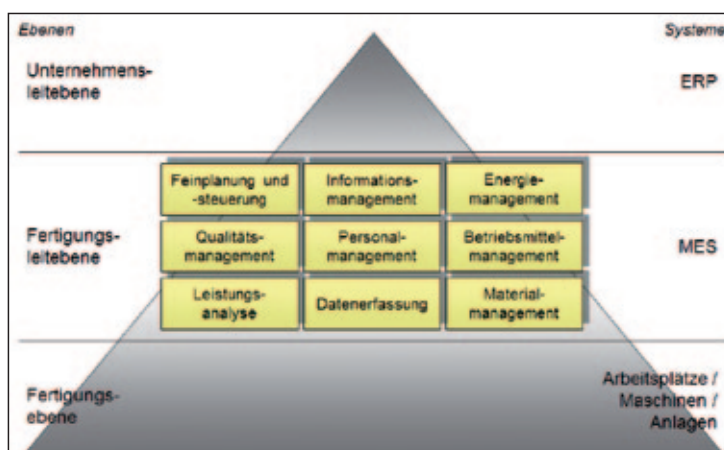 Ebenen
Systeme
Unternehmens-
leitebene
ERP
Feinplanung und
-steuerung
Informations-
management
Energie-
management
Fertigungs-
leitebene
Qualitäts-
management
Personal-
management
Betriebsmittel-
management
MES
Leistungs-
analyse
Datenerfassung
Material-
management
Fertigungs-
ebene
Arbeitsplätze /
Maschinen /
Anlagen